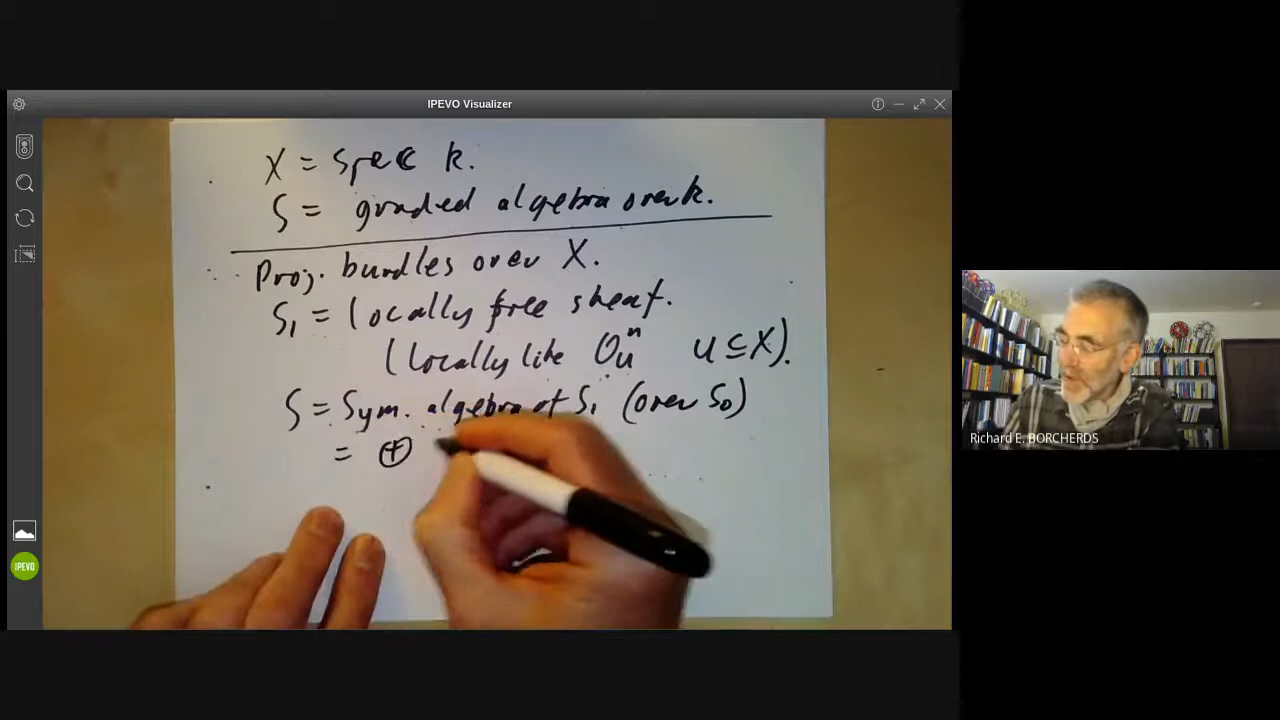 IPEVO Visualizer
X = Spec k.
S = graded algebra over k.
Proj. bundles over X.
S₁ = locally free sheaf.
(locally like Oᵤⁿ u ⊆ X).
S = Sym. algebra of S₁ (over S₀)
= ⊕
Richard E. BORCHERDS
IPEVO